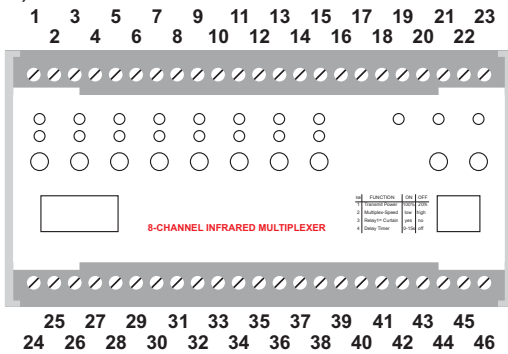 1 3 5 7 9 11 13 15 17 19 21 23
2 4 6 8 10 12 14 16 18 20 22
SW FUNCTION ON OFF
1 Transmit Power 100% 20%
2 Multiplex-Speed low high
3 Relay1= Curtain yes no
4 Delay Timer 0-15s off
8-CHANNEL INFRARED MULTIPLEXER
25 27 29 31 33 35 37 39 41 43 45
24 26 28 30 32 34 36 38 40 42 44 46